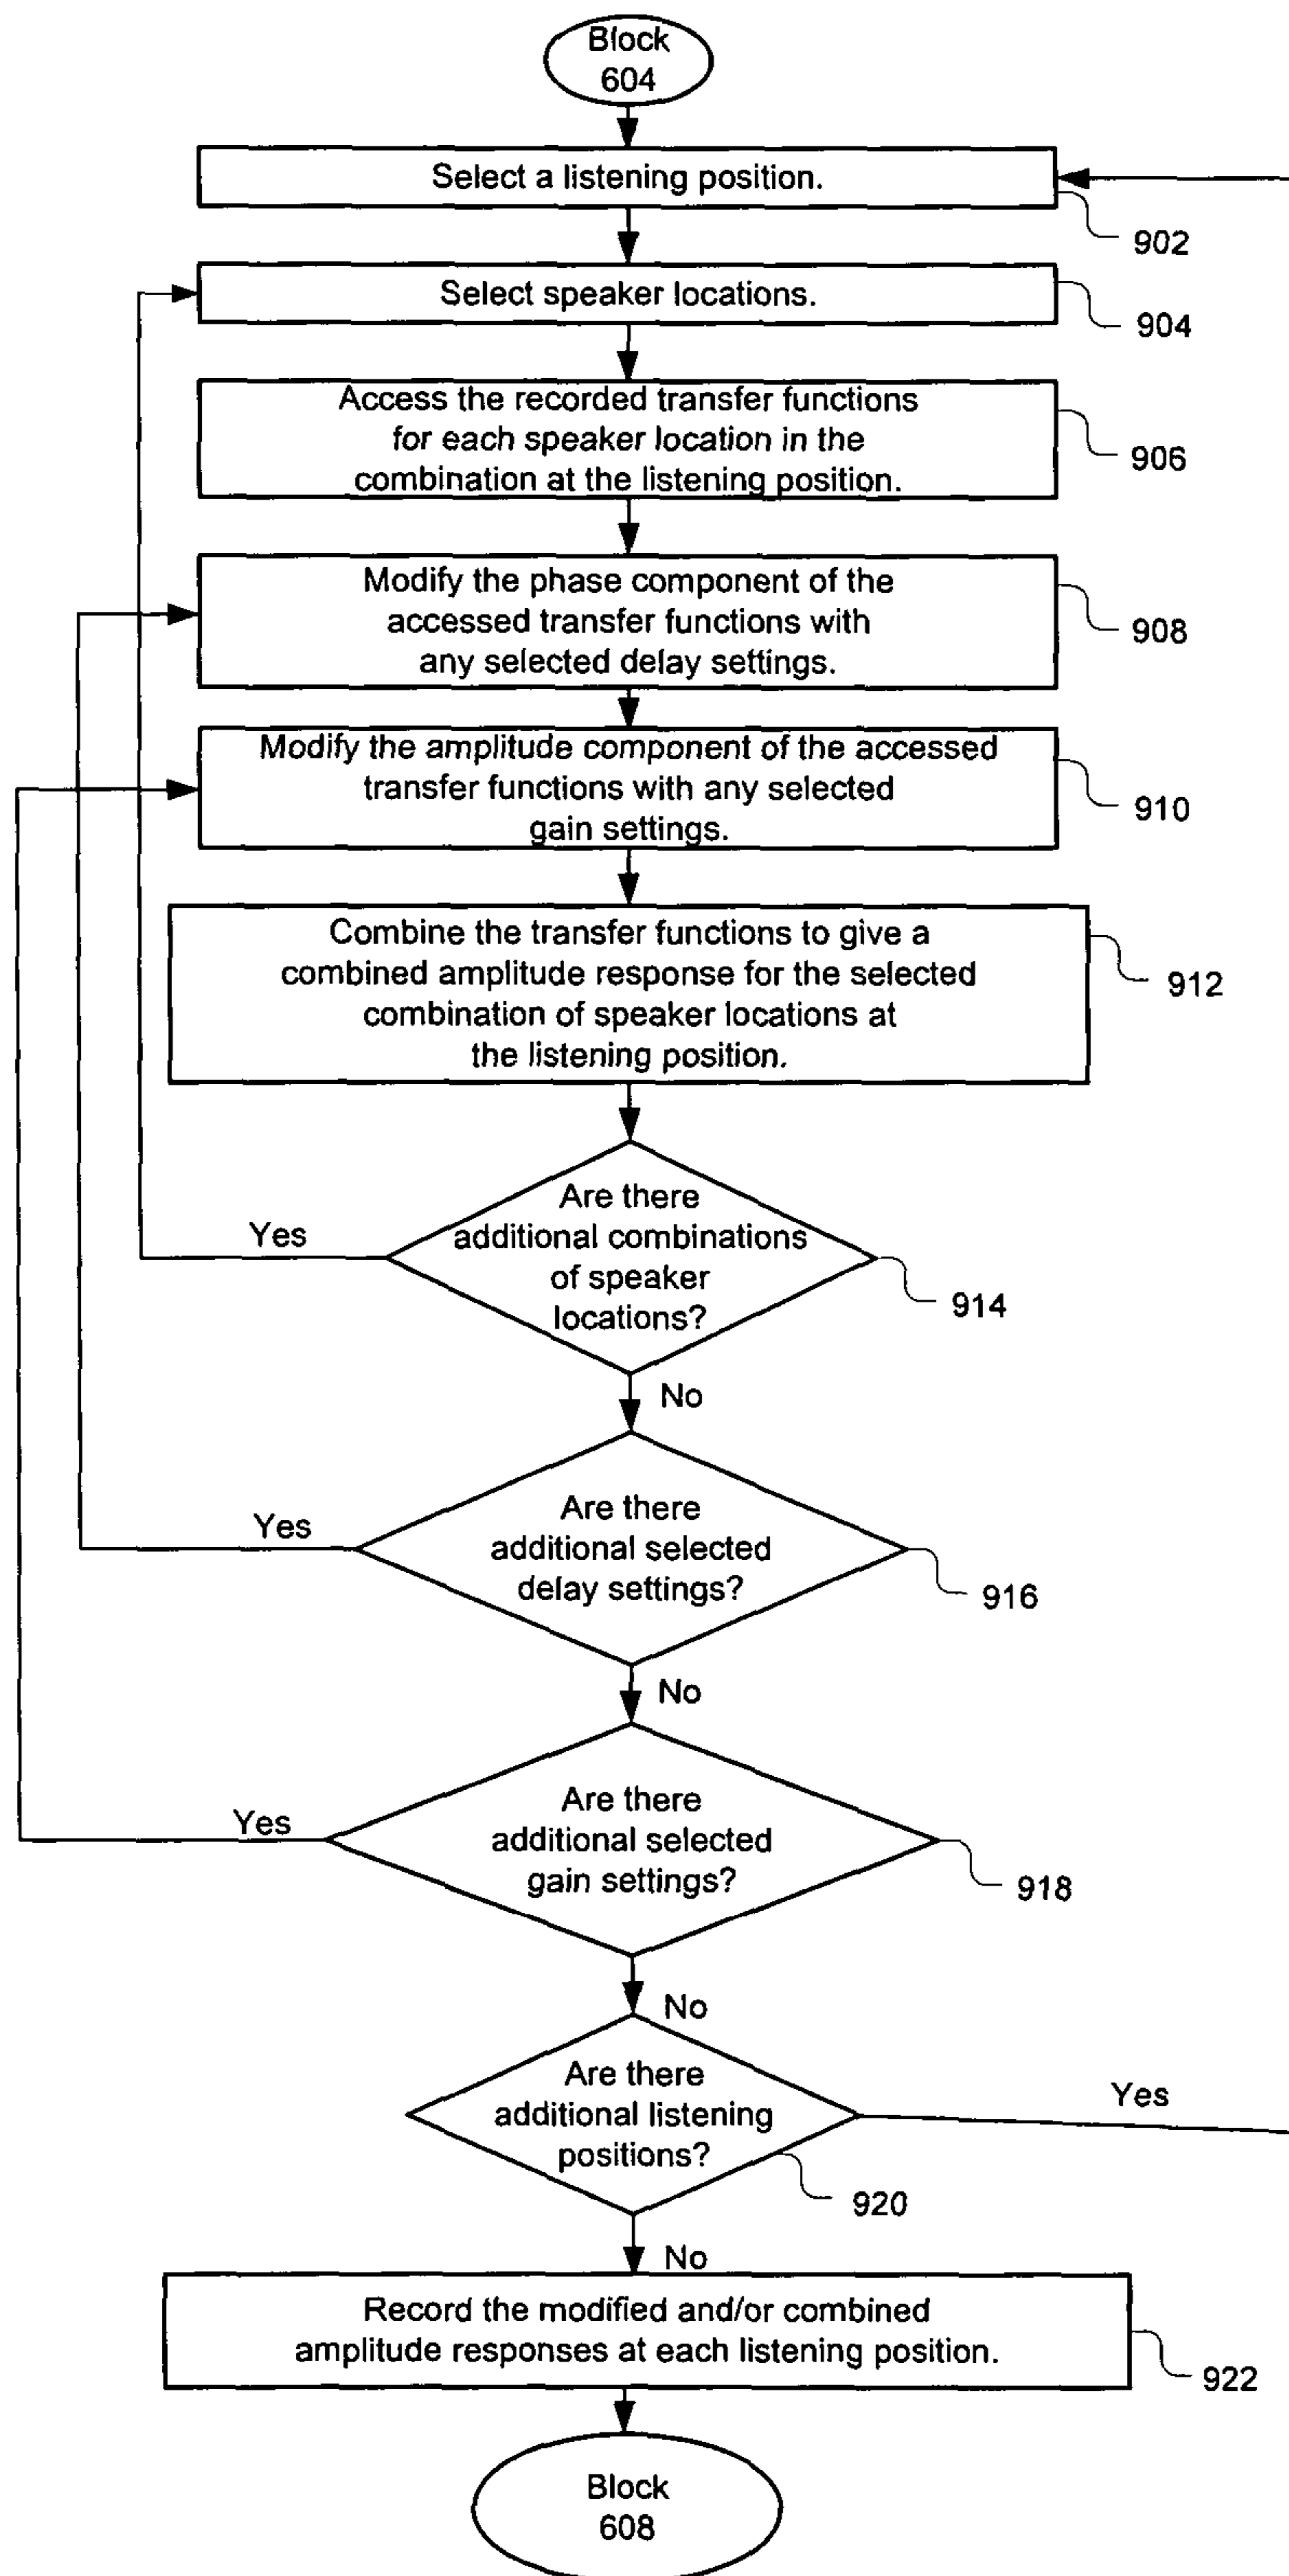 Block
604
Select a listening position.
902
Select speaker locations.
904
Access the recorded transfer functions
for each speaker location in the
combination at the listening position.
906
Modify the phase component of the
accessed transfer functions with
any selected delay settings.
908
Modify the amplitude component of the accessed
transfer functions with any selected
gain settings.
910
Combine the transfer functions to give a
combined amplitude response for the selected
combination of speaker locations at
the listening position.
912
Are there
additional combinations
of speaker
locations?
Yes
914
No
Are there
additional selected
delay settings?
Yes
916
No
Are there
additional selected
gain settings?
Yes
918
No
Are there
additional listening
positions?
Yes
920
No
Record the modified and/or combined
amplitude responses at each listening position.
922
Block
608